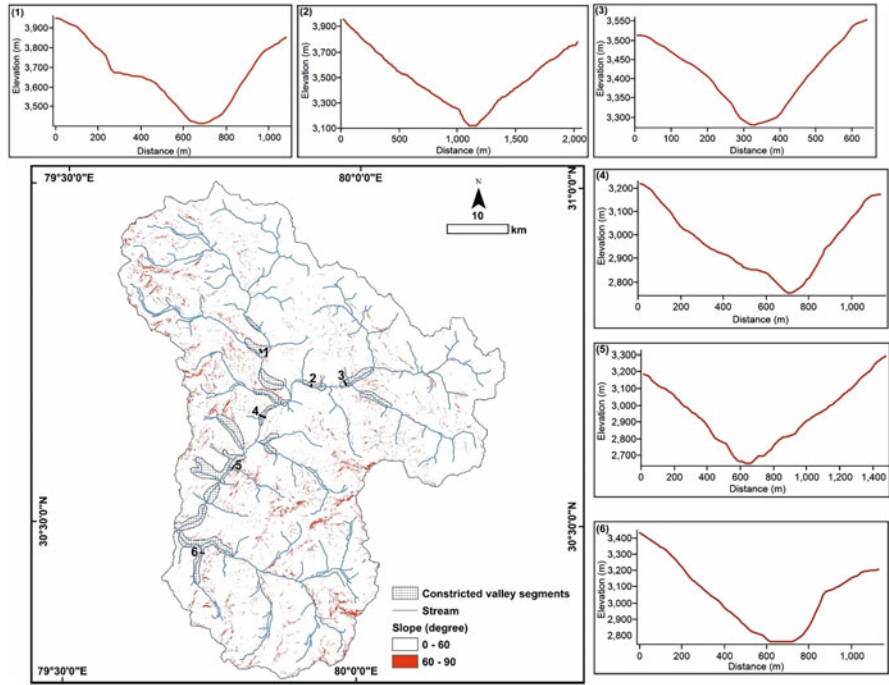 (1)
3,900
3,800
3,700
3,600
3,500
Elevation (m)
0 200 400 600 800 1,000
Distance (m)
(2)
3,900
3,700
3,500
3,300
3,100
Elevation (m)
0 500 1,000 1,500 2,000
Distance (m)
(3)
3,550
3,500
3,450
3,400
3,350
3,300
Elevation (m)
0 100 200 300 400 500 600
Distance (m)
79°30'0"E 80°0'0"E
31°0'0"N
N
10
km
1
2
3
4
5
6
30°30'0"N
30°30'0"N
Constricted valley segments
Stream
Slope (degree)
0 - 60
60 - 90
79°30'0"E 80°0'0"E
(4)
3,200
3,100
3,000
2,900
2,800
Elevation (m)
0 200 400 600 800 1,000
Distance (m)
(5)
3,300
3,200
3,100
3,000
2,900
2,800
2,700
Elevation (m)
0 200 400 600 800 1,000 1,200 1,400
Distance (m)
(6)
3,400
3,200
3,000
2,800
Elevation (m)
0 200 400 600 800 1,000
Distance (m)